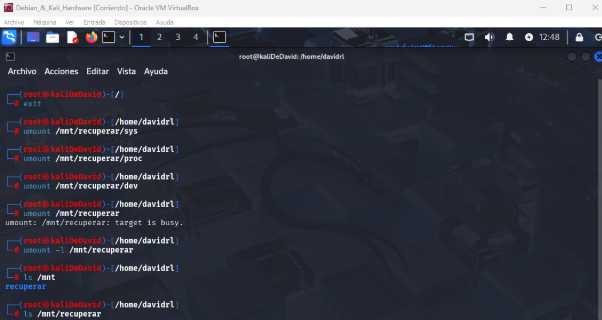 Debian_&_Kali_Hardware [Corriendo] - Oracle VM VirtualBox
Archivo Máquina Ver Entrada Dispositivos Ayuda
1 2 3 4 12:48
root@kaliDeDavid: /home/davidrl
Archivo Acciones Editar Vista Ayuda
(root㉿kaliDeDavid)-[/]
# exit
(root㉿kaliDeDavid)-[/home/davidrl]
# umount /mnt/recuperar/sys
(root㉿kaliDeDavid)-[/home/davidrl]
# umount /mnt/recuperar/proc
(root㉿kaliDeDavid)-[/home/davidrl]
# umount /mnt/recuperar/dev
(root㉿kaliDeDavid)-[/home/davidrl]
# umount /mnt/recuperar
umount: /mnt/recuperar: target is busy.
(root㉿kaliDeDavid)-[/home/davidrl]
# umount -l /mnt/recuperar
(root㉿kaliDeDavid)-[/home/davidrl]
# ls /mnt
recuperar
(root㉿kaliDeDavid)-[/home/davidrl]
# ls /mnt/recuperar